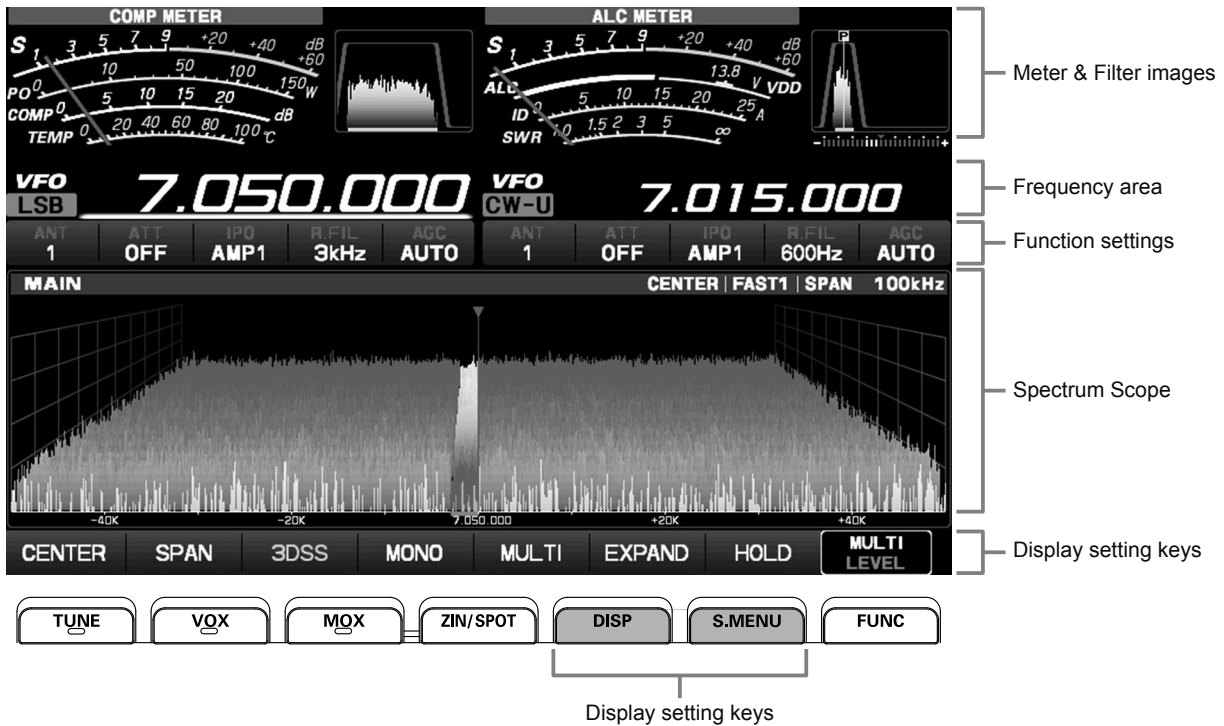 COMP METER
S 1 3 5 7 9 +20 +40 +60 dB
PO 0 10 50 100 150 W
COMP 0 5 10 15 20 dB
TEMP 0 20 40 60 80 100 °C
ALC METER
S 1 3 5 7 9 +20 +40 +60 dB
ALC 13.8 V VDD
ID 0 5 10 15 20 25 A
SWR 1.0 1.5 2 3 5 ∞
P
- +
Meter & Filter images
VFO
LSB
7.050.000
VFO
CW-U
7.015.000
Frequency area
ANT ATT IPO R.FIL AGC
1 OFF AMP1 3kHz AUTO
ANT ATT IPO R.FIL AGC
1 OFF AMP1 600Hz AUTO
Function settings
MAIN CENTER | FAST1 | SPAN 100kHz
Spectrum Scope
-40K -20K 7.050.000 +20K +40K
CENTER SPAN 3DSS MONO MULTI EXPAND HOLD MULTI
LEVEL
Display setting keys
TUNE VOX MOX ZIN/SPOT DISP S.MENU FUNC
Display setting keys